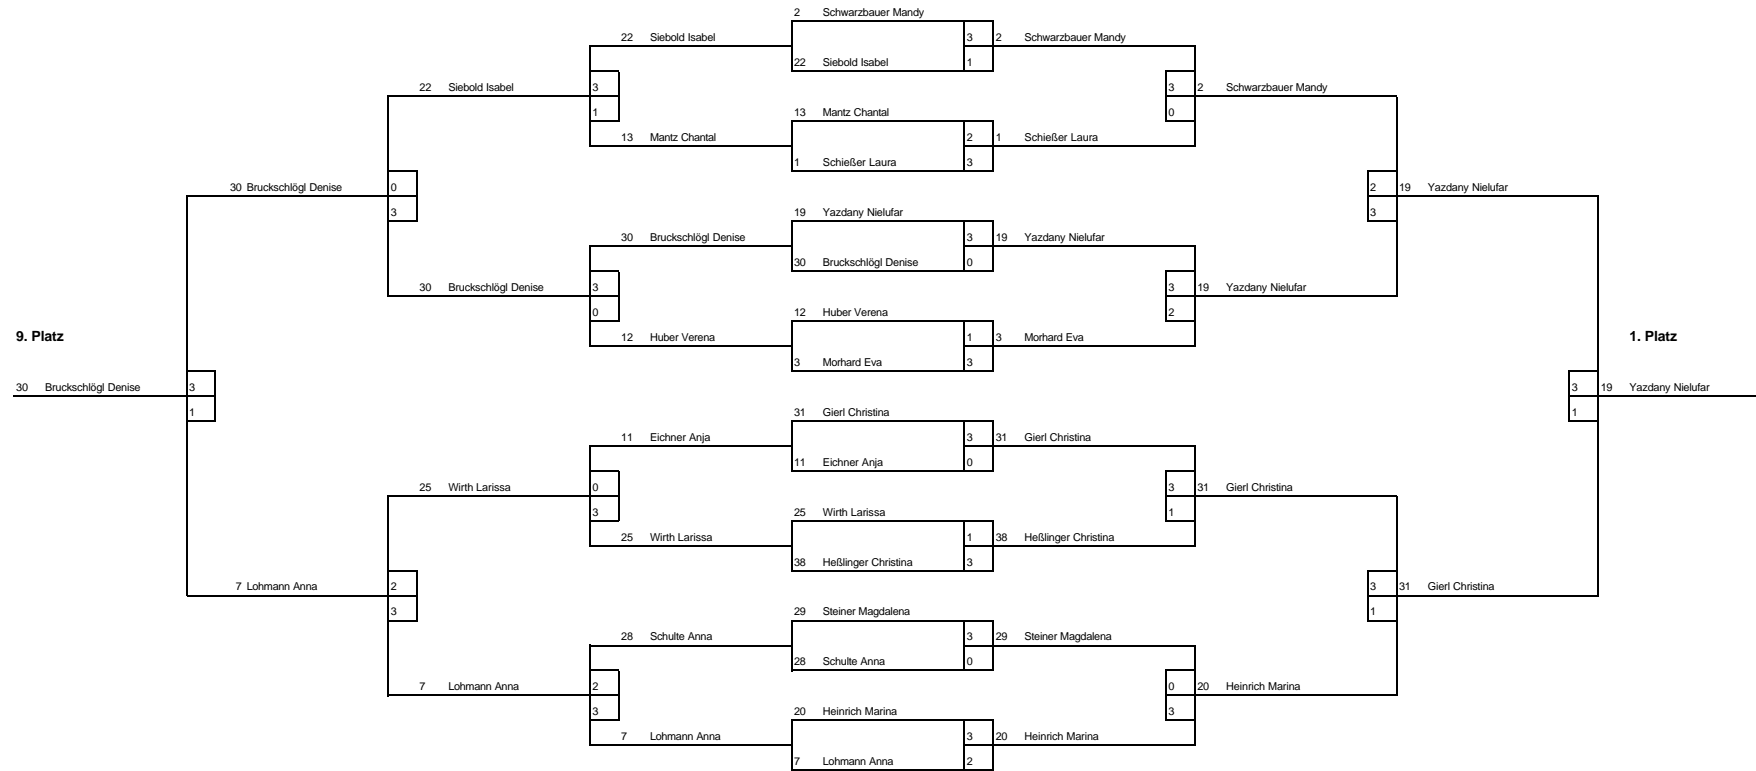 2 Schwarzbauer Mandy
22 Siebold Isabel 3 2 Schwarzbauer Mandy
22 Siebold Isabel 1
22 Siebold Isabel 3 3 2 Schwarzbauer Mandy
1 13 Mantz Chantal 0
13 Mantz Chantal 2 1 Schießer Laura
1 Schießer Laura 3
30 Bruckschlögl Denise 0 2 19 Yazdany Nielufar
3 19 Yazdany Nielufar 3
30 Bruckschlögl Denise 3 19 Yazdany Nielufar
30 Bruckschlögl Denise 0
30 Bruckschlögl Denise 3 3 19 Yazdany Nielufar
0 12 Huber Verena 2
12 Huber Verena 1 3 Morhard Eva
9. Platz 1. Platz
3 Morhard Eva 3
30 Bruckschlögl Denise 3 3 19 Yazdany Nielufar
1 31 Gierl Christina 1
11 Eichner Anja 3 31 Gierl Christina
11 Eichner Anja 0
25 Wirth Larissa 0 3 31 Gierl Christina
3 25 Wirth Larissa 1
25 Wirth Larissa 1 38 Heßlinger Christina
38 Heßlinger Christina 3
7 Lohmann Anna 2 3 31 Gierl Christina
3 29 Steiner Magdalena 1
28 Schulte Anna 3 29 Steiner Magdalena
28 Schulte Anna 0
7 Lohmann Anna 2 0 20 Heinrich Marina
3 20 Heinrich Marina 3
7 Lohmann Anna 3 20 Heinrich Marina
7 Lohmann Anna 2